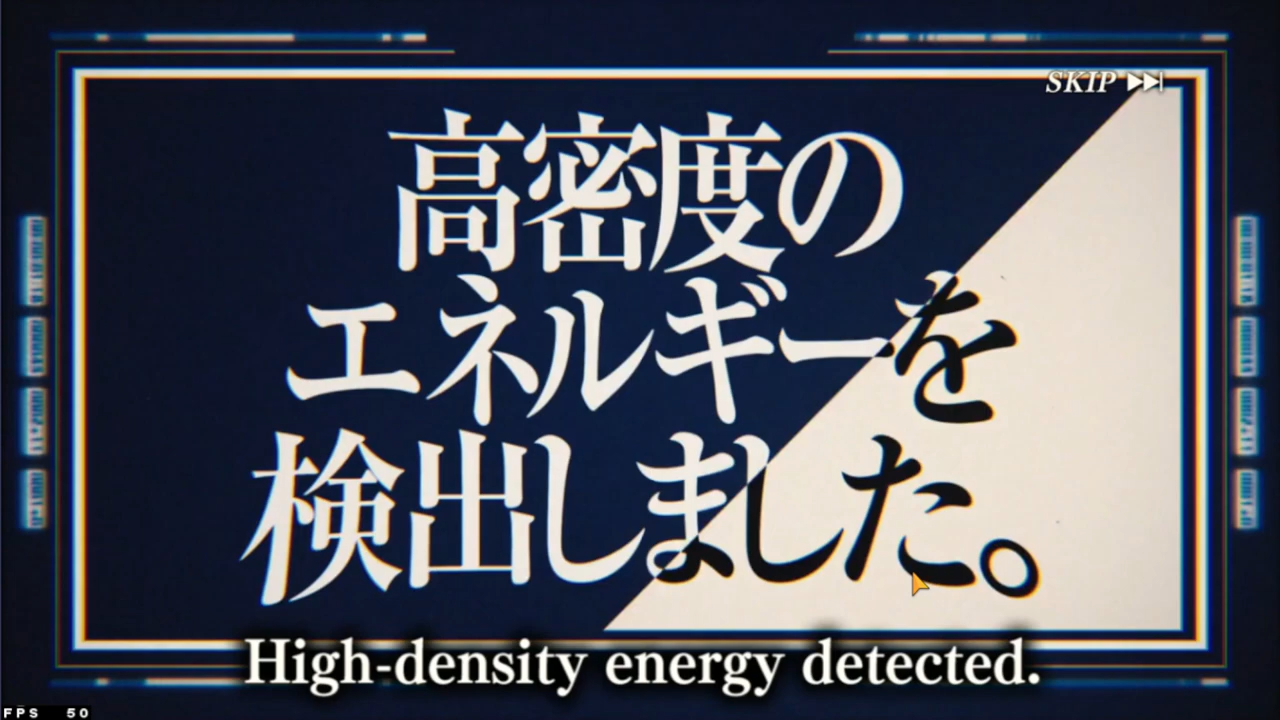 SKIP
高密度の
エネルギーを
検出しました。
High-density energy detected.
FPS 50